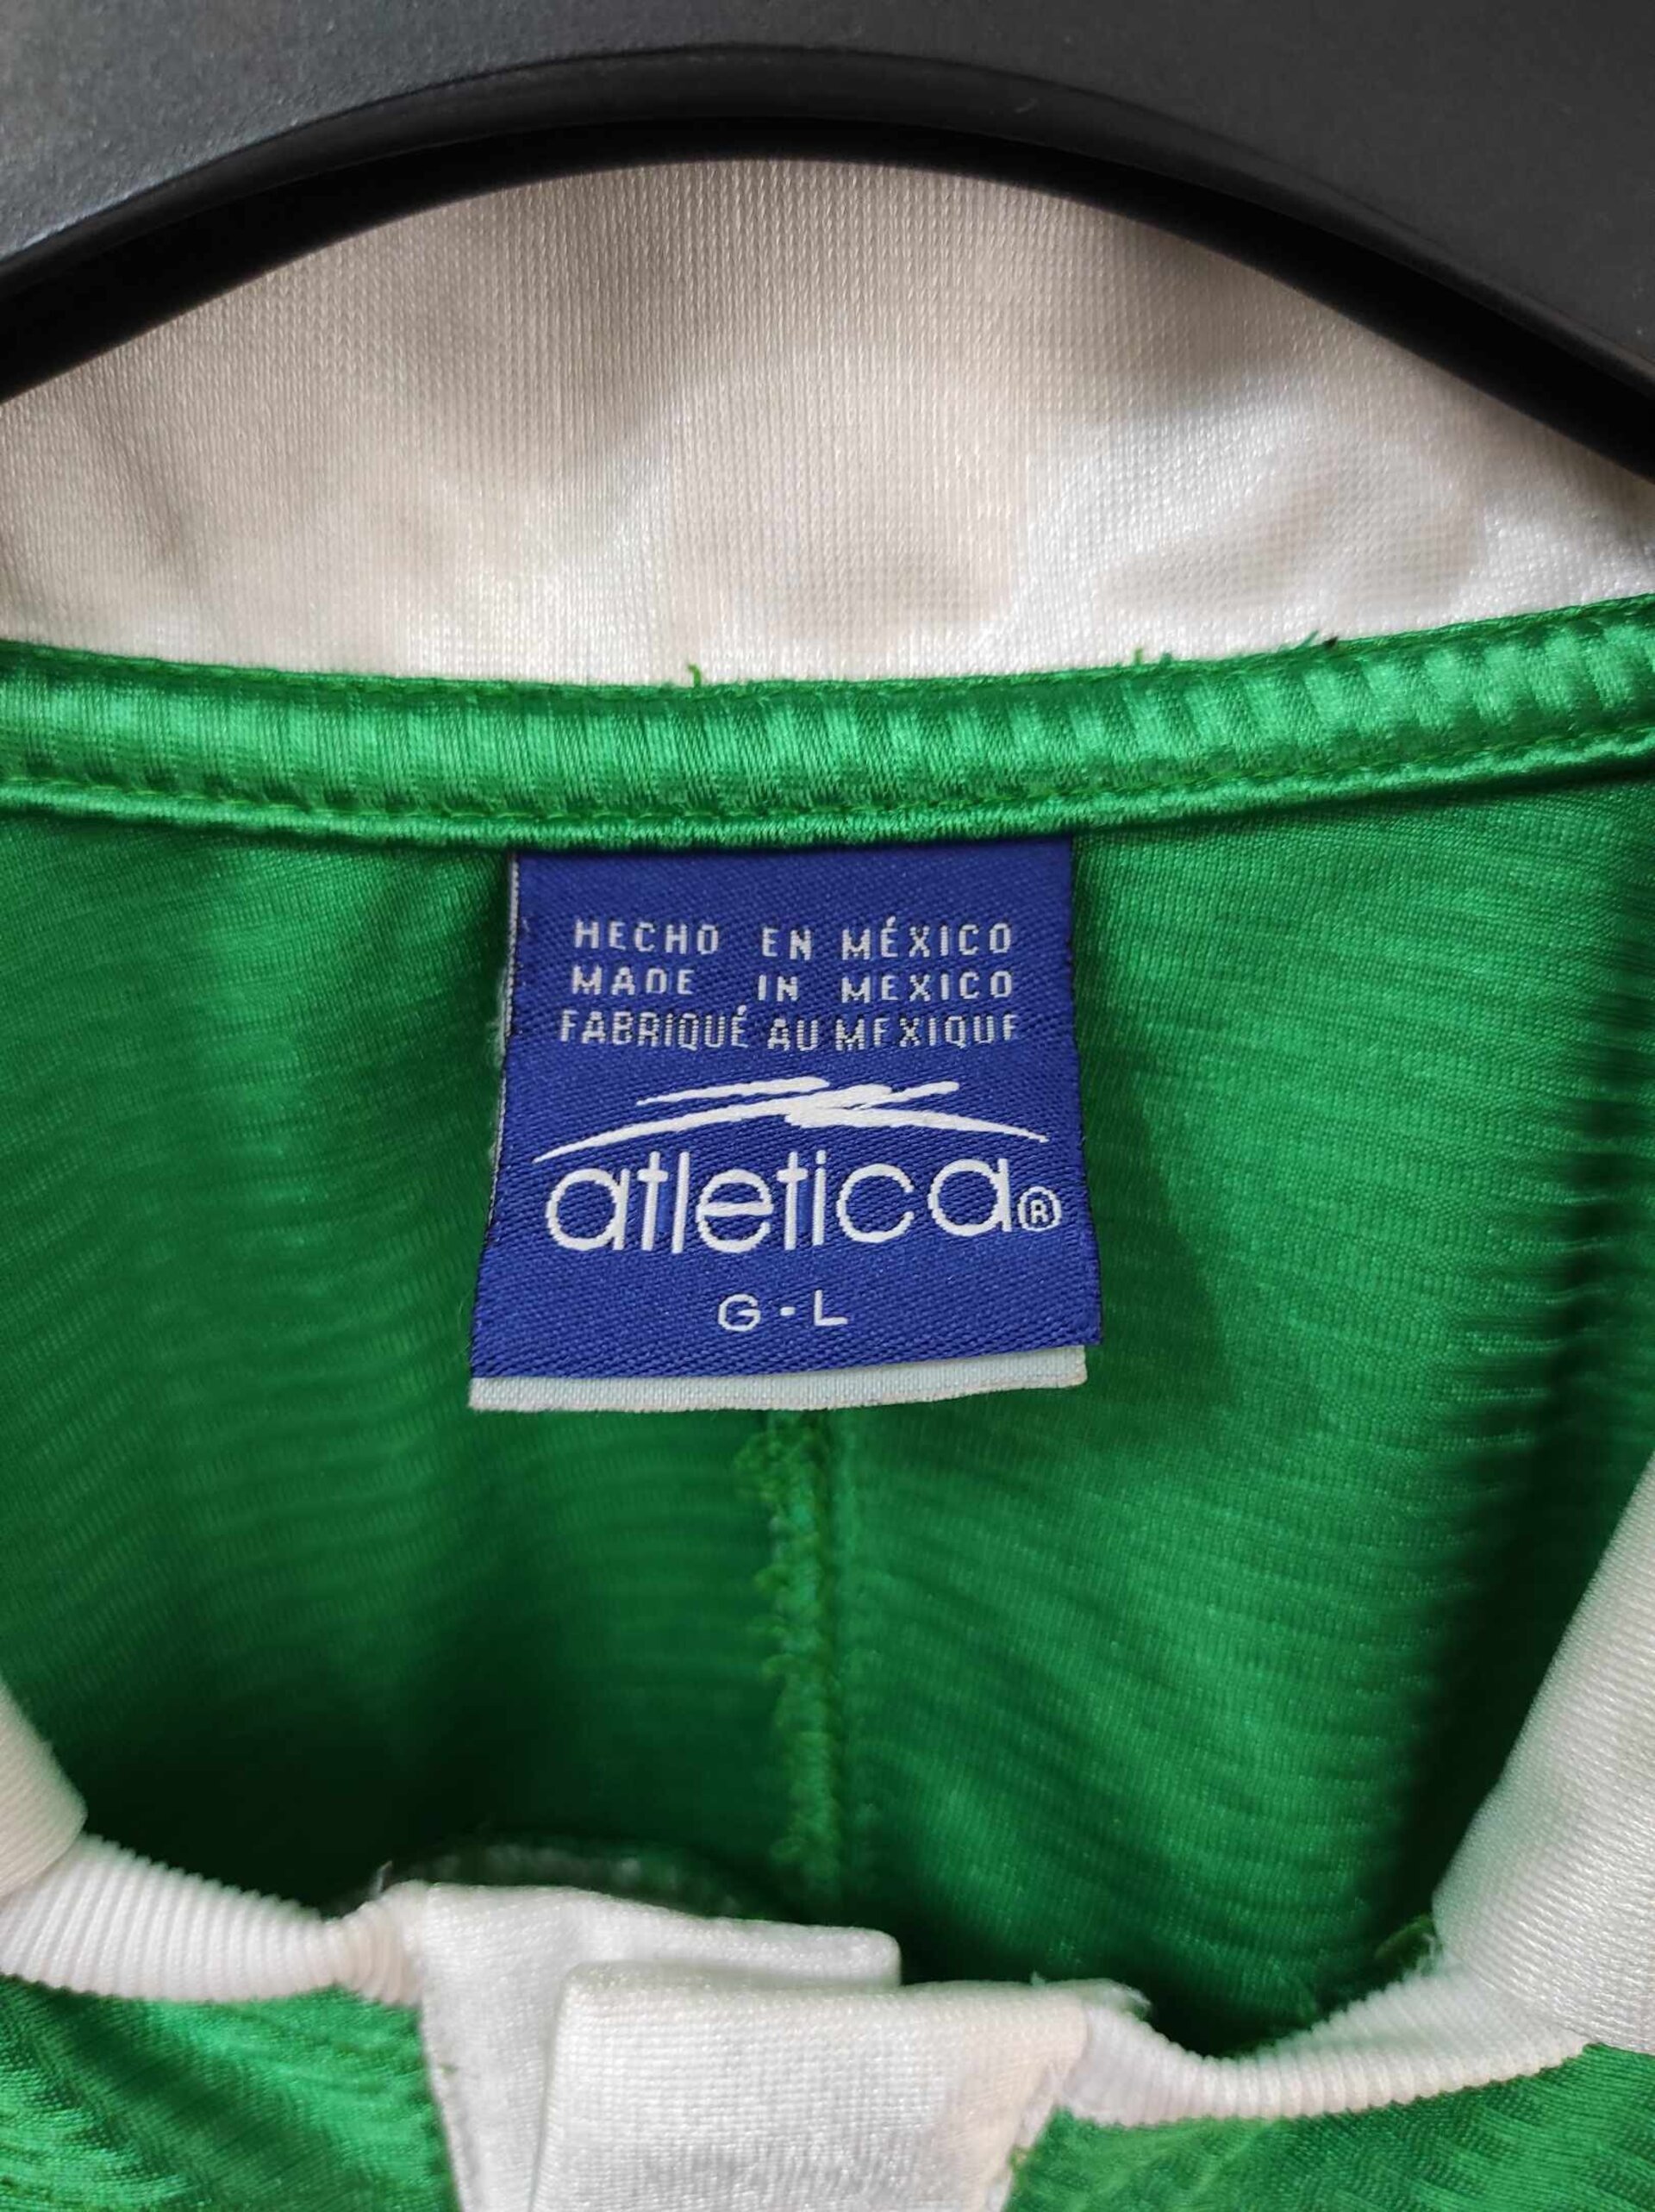 HECHO EN MÉXICO
MADE IN MEXICO
FABRIQUÉ AU MEXIQUE
atletica®
G-L